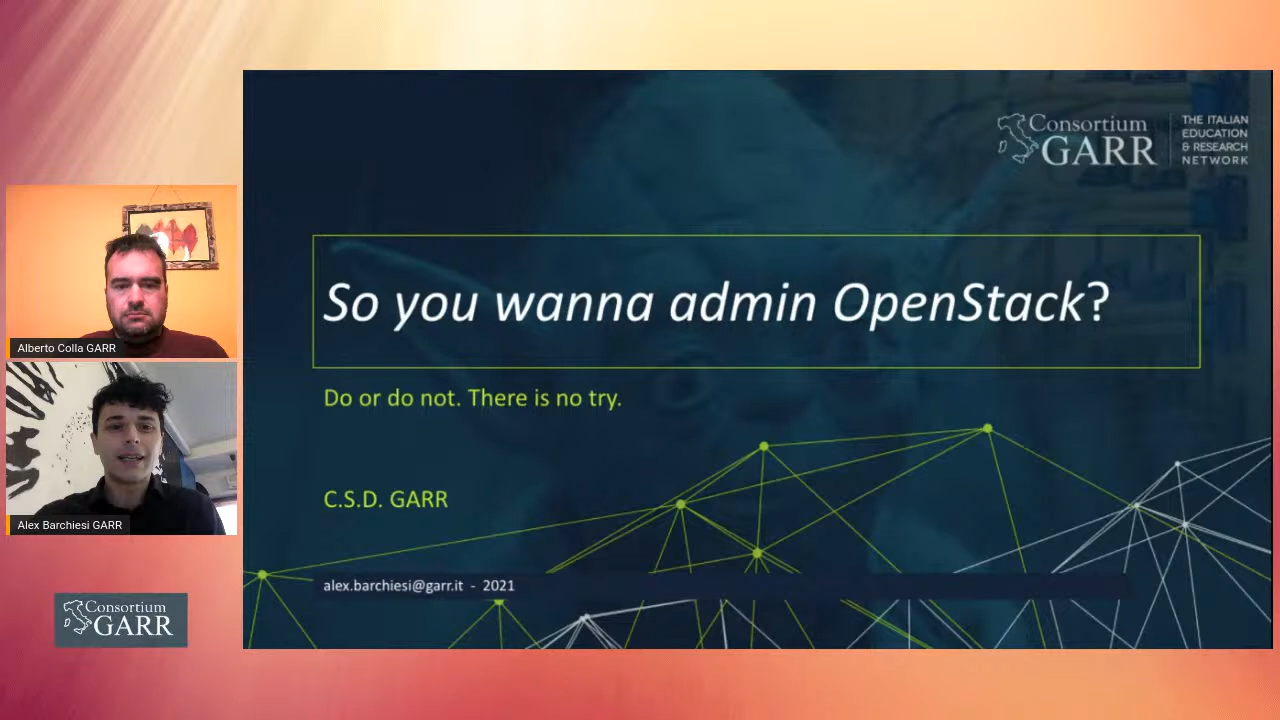 Consortium
GARR
THE ITALIAN
EDUCATION
& RESEARCH
NETWORK
So you wanna admin OpenStack?
Do or do not. There is no try.
C.S.D. GARR
alex.barchiesi@garr.it - 2021
Alberto Colla GARR
Alex Barchiesi GARR
Consortium
GARR